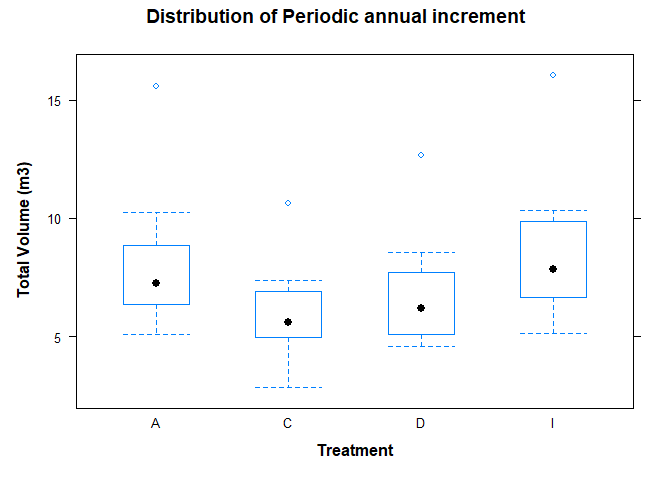 Distribution of Periodic annual increment
Total Volume (m3)
15
10
5
A C D I
Treatment